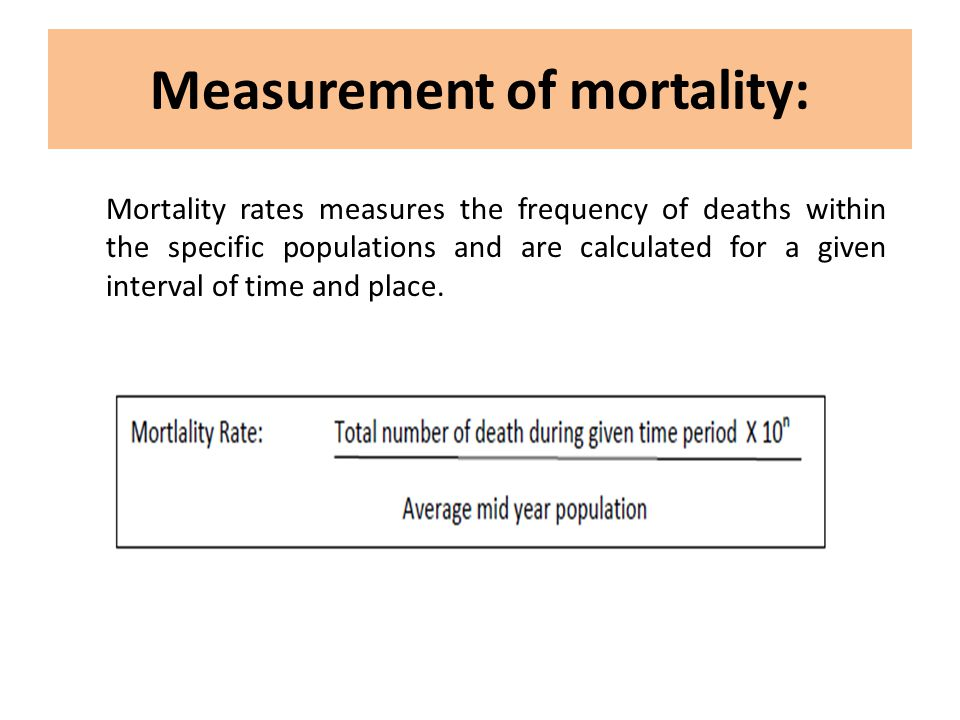 Measurement of mortality:
Mortality rates measures the frequency of deaths within
the specific populations and are calculated for a given
interval of time and place.
Mortlality Rate: Total number of death during given time period X 10ⁿ
Average mid year population